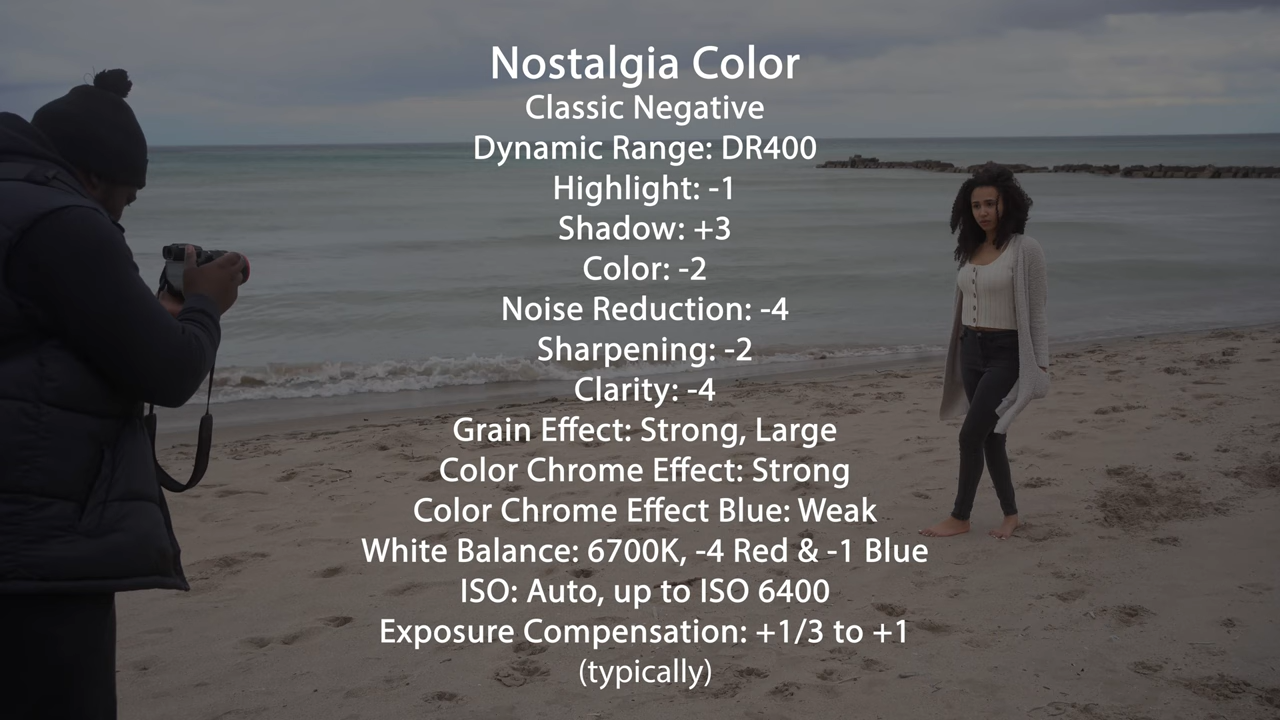 Nostalgia Color
Classic Negative
Dynamic Range: DR400
Highlight: -1
Shadow: +3
Color: -2
Noise Reduction: -4
Sharpening: -2
Clarity: -4
Grain Effect: Strong, Large
Color Chrome Effect: Strong
Color Chrome Effect Blue: Weak
White Balance: 6700K, -4 Red & -1 Blue
ISO: Auto, up to ISO 6400
Exposure Compensation: +1/3 to +1
(typically)